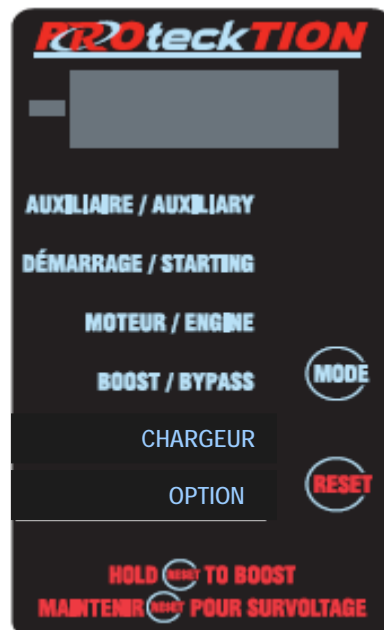 PROteckTION
AUXILIAIRE / AUXILIARY
DÉMARRAGE / STARTING
MOTEUR / ENGINE
BOOST / BYPASS
MODE
CHARGEUR
OPTION
RESET
HOLD RESET TO BOOST
MAINTENIR RESET POUR SURVOLTAGE